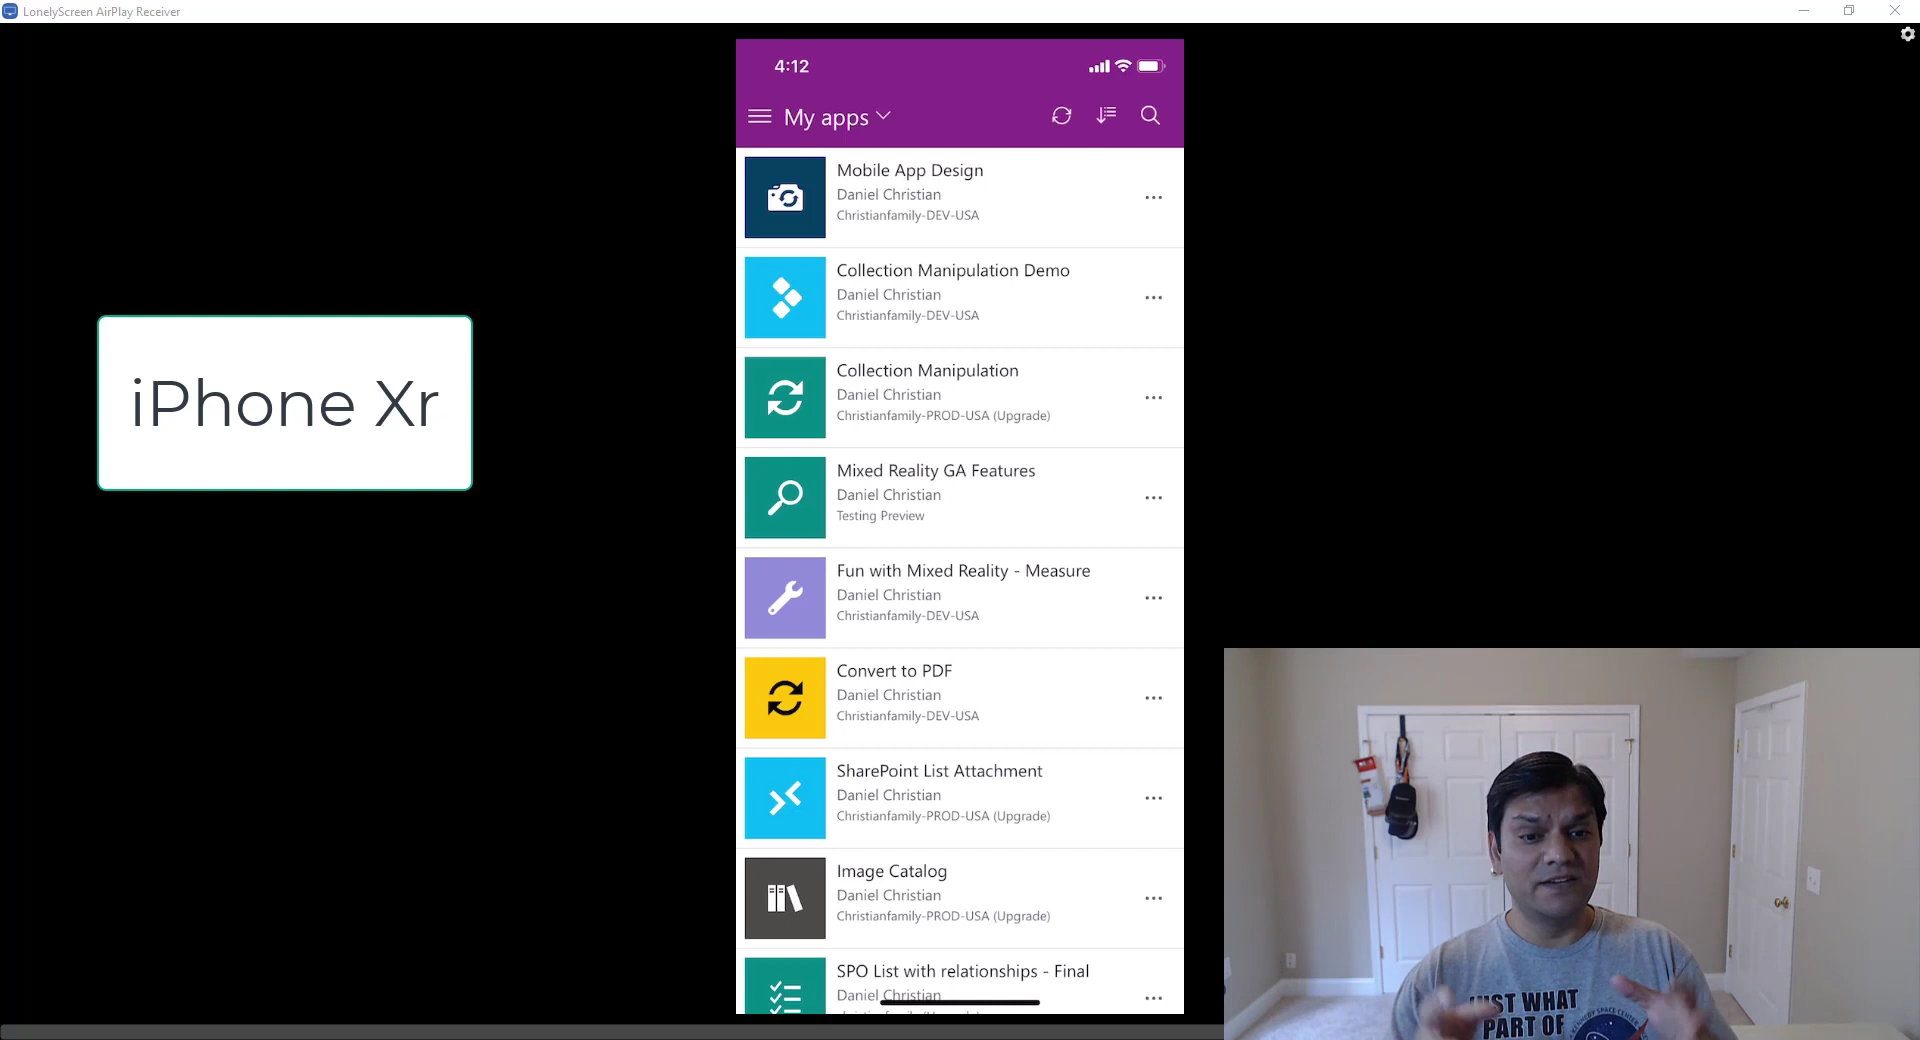 LonelyScreen AirPlay Receiver
4:12
My apps
iPhone Xr
Mobile App Design
Daniel Christian
Christianfamily-DEV-USA
Collection Manipulation Demo
Daniel Christian
Christianfamily-DEV-USA
Collection Manipulation
Daniel Christian
Christianfamily-PROD-USA (Upgrade)
Mixed Reality GA Features
Daniel Christian
Testing Preview
Fun with Mixed Reality - Measure
Daniel Christian
Christianfamily-DEV-USA
Convert to PDF
Daniel Christian
Christianfamily-DEV-USA
SharePoint List Attachment
Daniel Christian
Christianfamily-PROD-USA (Upgrade)
Image Catalog
Daniel Christian
Christianfamily-PROD-USA (Upgrade)
SPO List with relationships - Final
Daniel Christian
WHAT
PART OF
KENNEDY SPACE CENTER